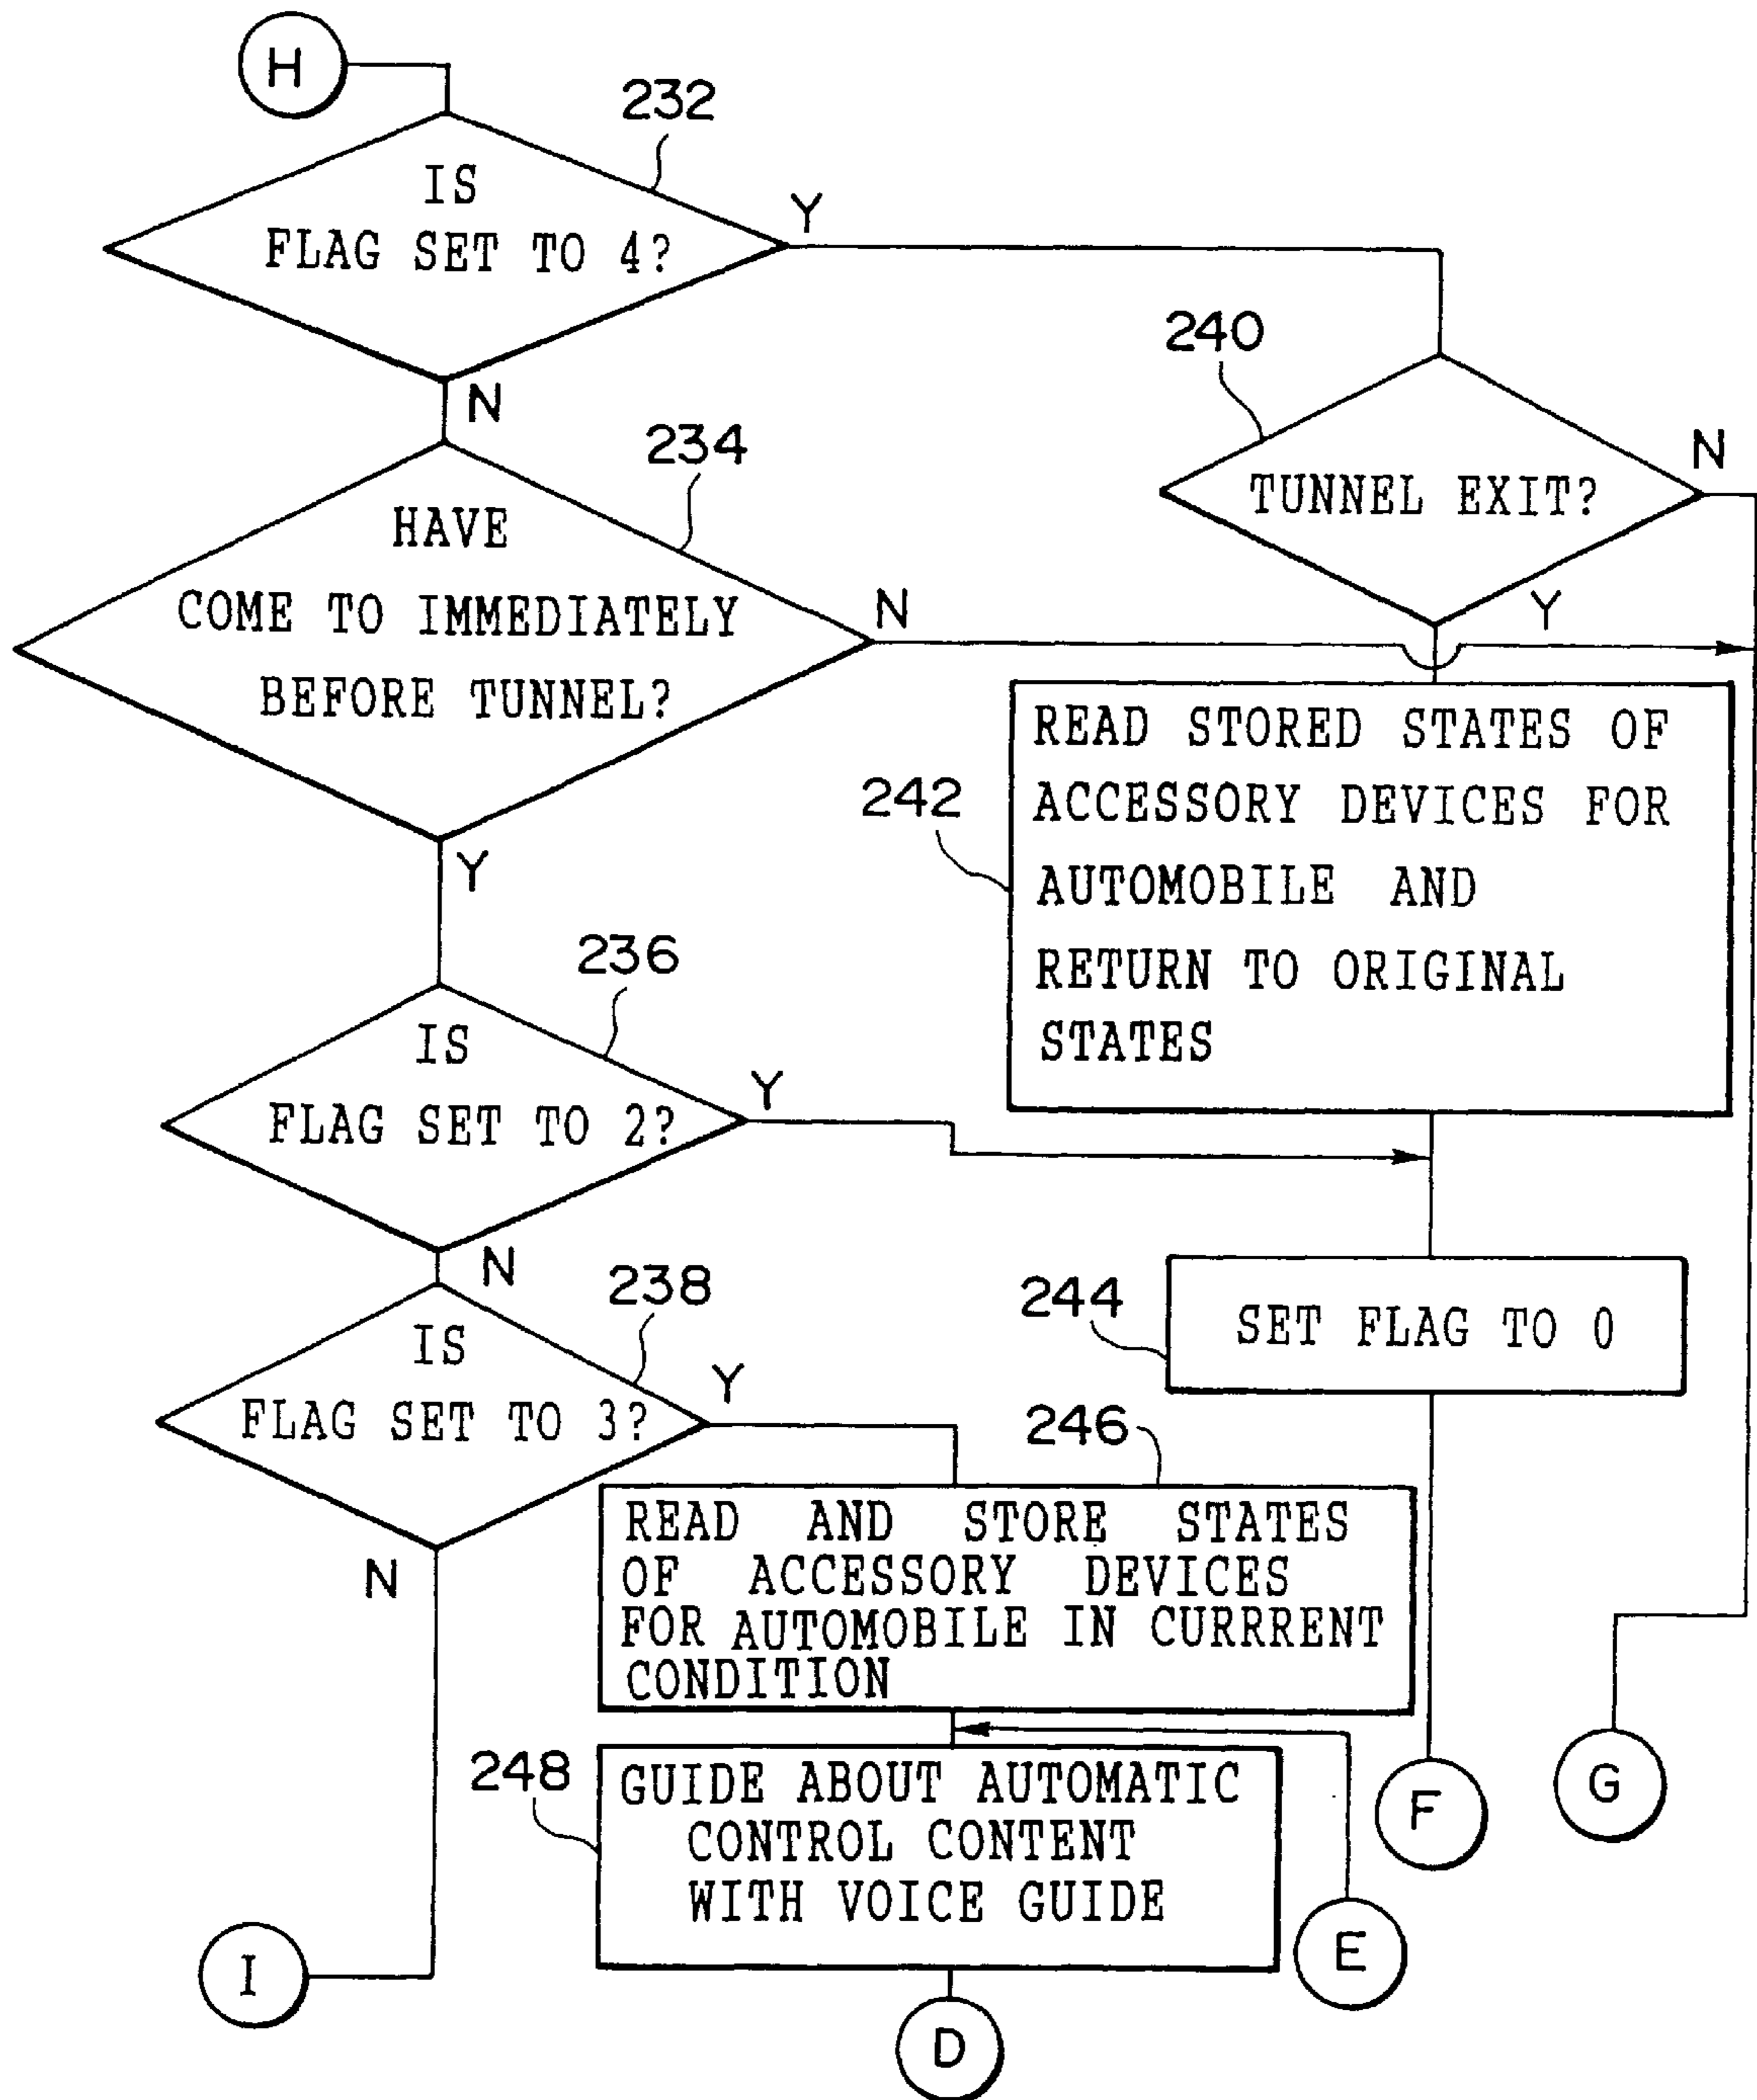 H
232
IS
FLAG SET TO 4?
Y
N
240
TUNNEL EXIT?
N
Y
234
HAVE
COME TO IMMEDIATELY
BEFORE TUNNEL?
N
Y
242
READ STORED STATES OF
ACCESSORY DEVICES FOR
AUTOMOBILE AND
RETURN TO ORIGINAL
STATES
236
IS
FLAG SET TO 2?
Y
N
244
SET FLAG TO 0
238
IS
FLAG SET TO 3?
Y
N
246
READ AND STORE STATES
OF ACCESSORY DEVICES
FOR AUTOMOBILE IN CURRRENT
CONDITION
248
GUIDE ABOUT AUTOMATIC
CONTROL CONTENT
WITH VOICE GUIDE
G
F
E
I
D